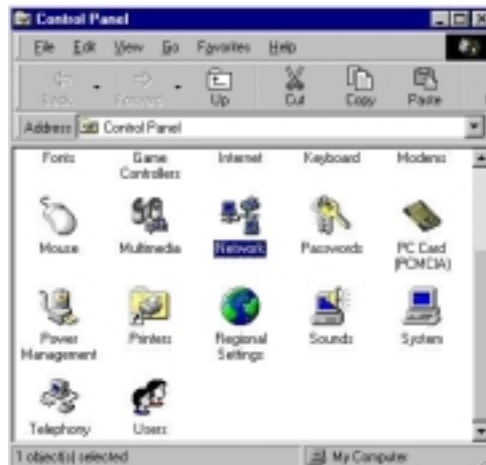 Control Panel
File Edit View Go Favorites Help
Back Forward Up Cut Copy Paste
Address Control Panel
Fonts Game Controllers Internet Keyboard Modems
Mouse Multimedia Network Passwords PC Card (PCMCIA)
Power Management Printers Regional Settings Sounds System
Telephony Users
1 object(s) selected My Computer